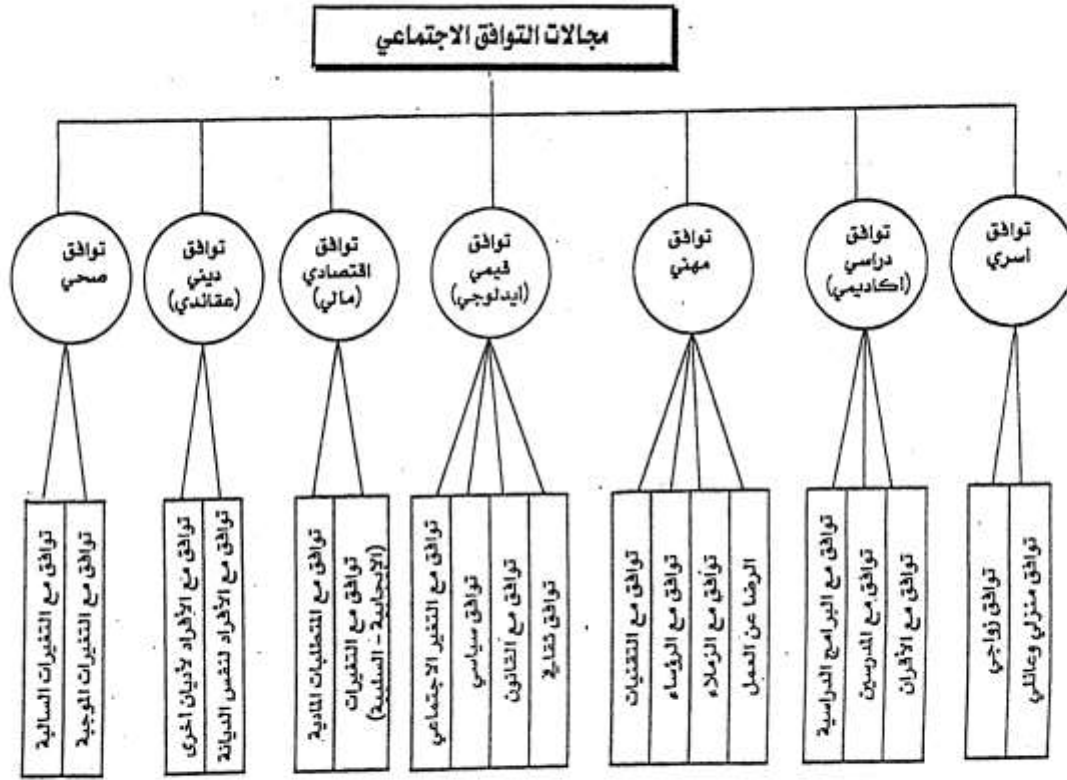 مجالات التوافق الاجتماعي
توافق
أسري
توافق
دراسي
(اكاديمي)
توافق
مهني
توافق
قيمي
(ايدلوجي)
توافق
اقتصادي
(مالي)
توافق
ديني
(عقائدي)
توافق
صحي
توافق منزلي وعائلي
توافق زواجي
توافق مع الأقران
توافق مع المدرسين
توافق مع البرامج الدراسية
الرضا عن العمل
توافق مع الزملاء
توافق مع الرؤساء
توافق مع التقنيات
توافق ثقافي
توافق مع القانون
توافق سياسي
توافق مع التغير الاجتماعي
توافق مع التغيرات
(الإيجابية - السلبية)
توافق مع المتطلبات المادية
توافق مع الأفراد لنفس الديانة
توافق مع الأفراد لأديان اخرى
توافق مع التغيرات الموجبة
توافق مع التغيرات السالبة